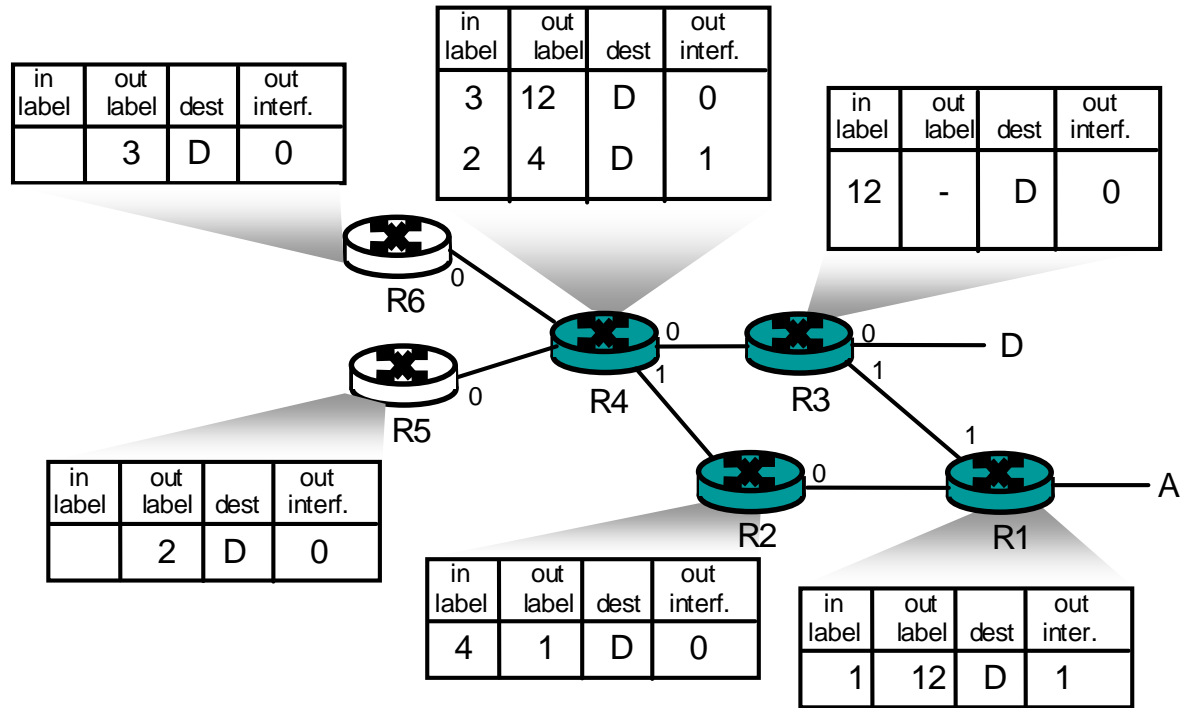 in out out
label label dest interf.
3 12 D 0
2 4 D 1
in out out
label label dest interf.
3 D 0
in out out
label label dest interf.
12 - D 0
0
R6
0
R5
0
1
R4
0
1
R3
D
0
R2
1
R1
A
in out out
label label dest interf.
2 D 0
in out out
label label dest interf.
4 1 D 0
in out out
label label dest inter.
1 12 D 1